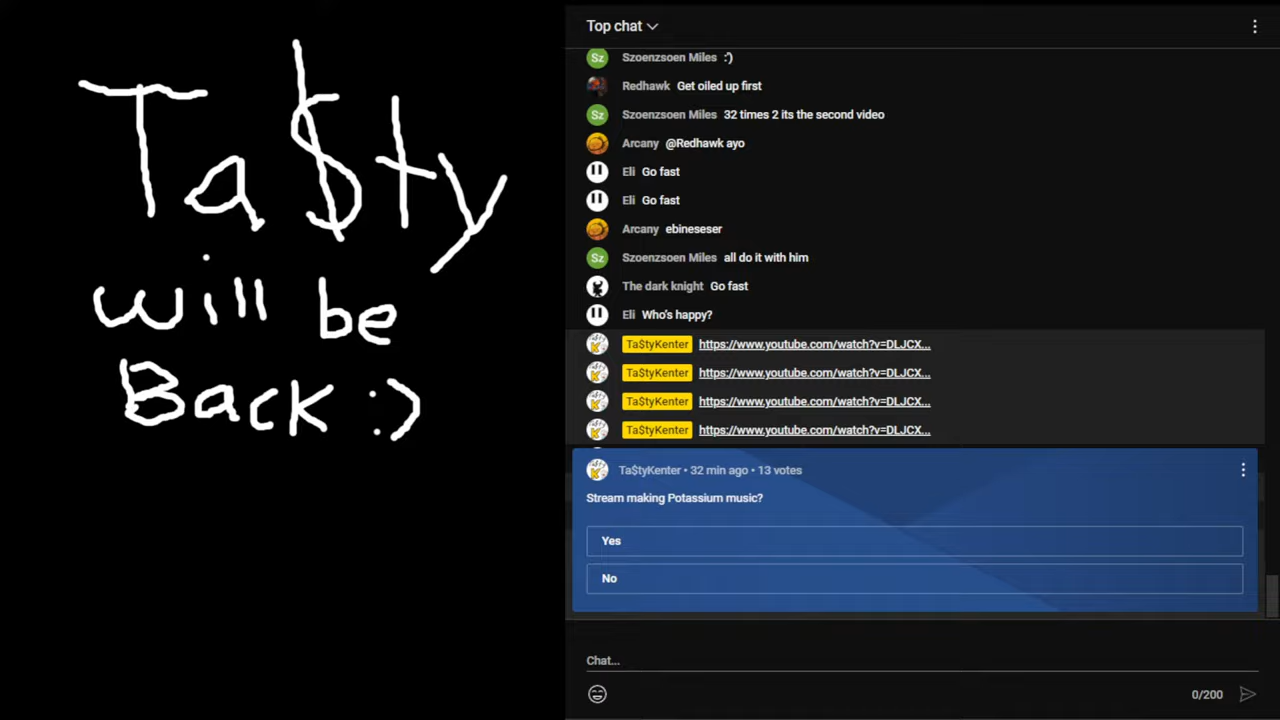 Ta$ty
will be
Back :)
Top chat
Sz Szoenzsoen Miles :')
Redhawk Get oiled up first
Sz Szoenzsoen Miles 32 times 2 its the second video
Arcany @Redhawk ayo
Eli Go fast
Eli Go fast
Arcany ebineseser
Sz Szoenzsoen Miles all do it with him
The dark knight Go fast
Eli Who's happy?
Ta$tyKenter https://www.youtube.com/watch?v=DLJCX...
Ta$tyKenter https://www.youtube.com/watch?v=DLJCX...
Ta$tyKenter https://www.youtube.com/watch?v=DLJCX...
Ta$tyKenter https://www.youtube.com/watch?v=DLJCX...
Ta$tyKenter • 32 min ago • 13 votes
Stream making Potassium music?
Yes
No
Chat...
0/200